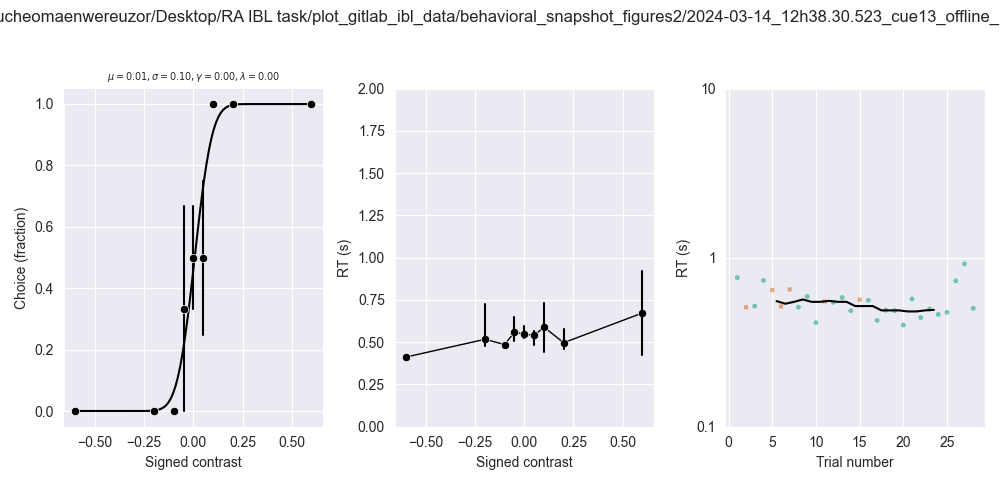 ucheomaenwereuzor/Desktop/RA IBL task/plot_gitlab_ibl_data/behavioral_snapshot_figures2/2024-03-14_12h38.30.523_cue13_offline_
μ = 0.01, σ = 0.10, γ = 0.00, λ = 0.00
Choice (fraction)
1.0
0.8
0.6
0.4
0.2
0.0
−0.50 −0.25 0.00 0.25 0.50
Signed contrast
RT (s)
2.00
1.75
1.50
1.25
1.00
0.75
0.50
0.25
0.00
−0.50 −0.25 0.00 0.25 0.50
Signed contrast
RT (s)
10
1
0.1
0 5 10 15 20 25
Trial number